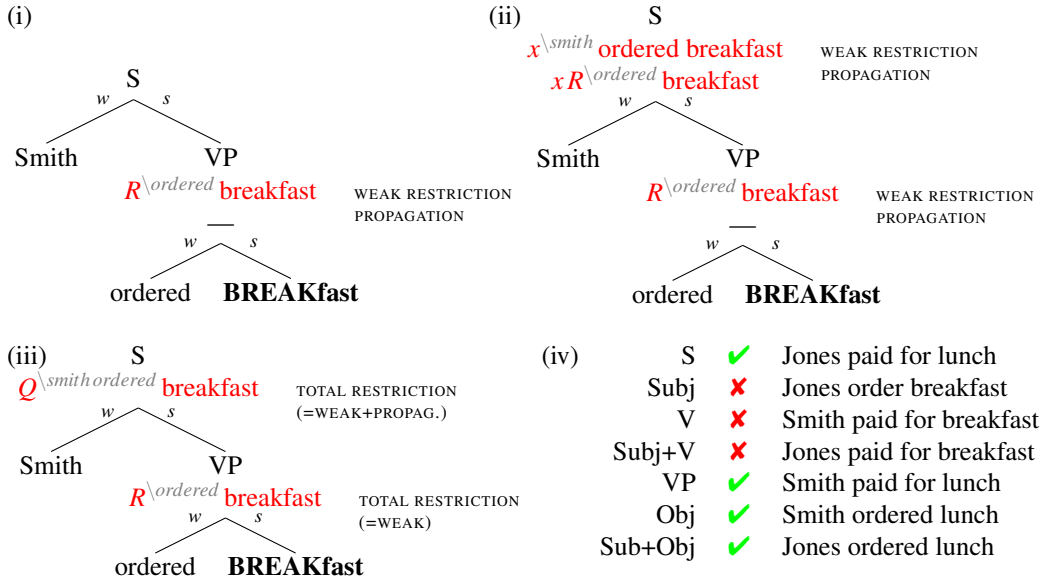 (i)
S
w s
Smith VP
R\ordered breakfast WEAK RESTRICTION
PROPAGATION
—
w s
ordered BREAKfast
(ii)
S
x\smith ordered breakfast WEAK RESTRICTION
x R\ordered breakfast PROPAGATION
w s
Smith VP
R\ordered breakfast WEAK RESTRICTION
PROPAGATION
—
w s
ordered BREAKfast
(iii)
S
Q\smith ordered breakfast TOTAL RESTRICTION
(=WEAK+PROPAG.)
w s
Smith VP
R\ordered breakfast TOTAL RESTRICTION
(=WEAK)
w s
ordered BREAKfast
(iv)
S ✔ Jones paid for lunch
Subj ✘ Jones order breakfast
V ✘ Smith paid for breakfast
Subj+V ✘ Jones paid for breakfast
VP ✔ Smith paid for lunch
Obj ✔ Smith ordered lunch
Sub+Obj ✔ Jones ordered lunch